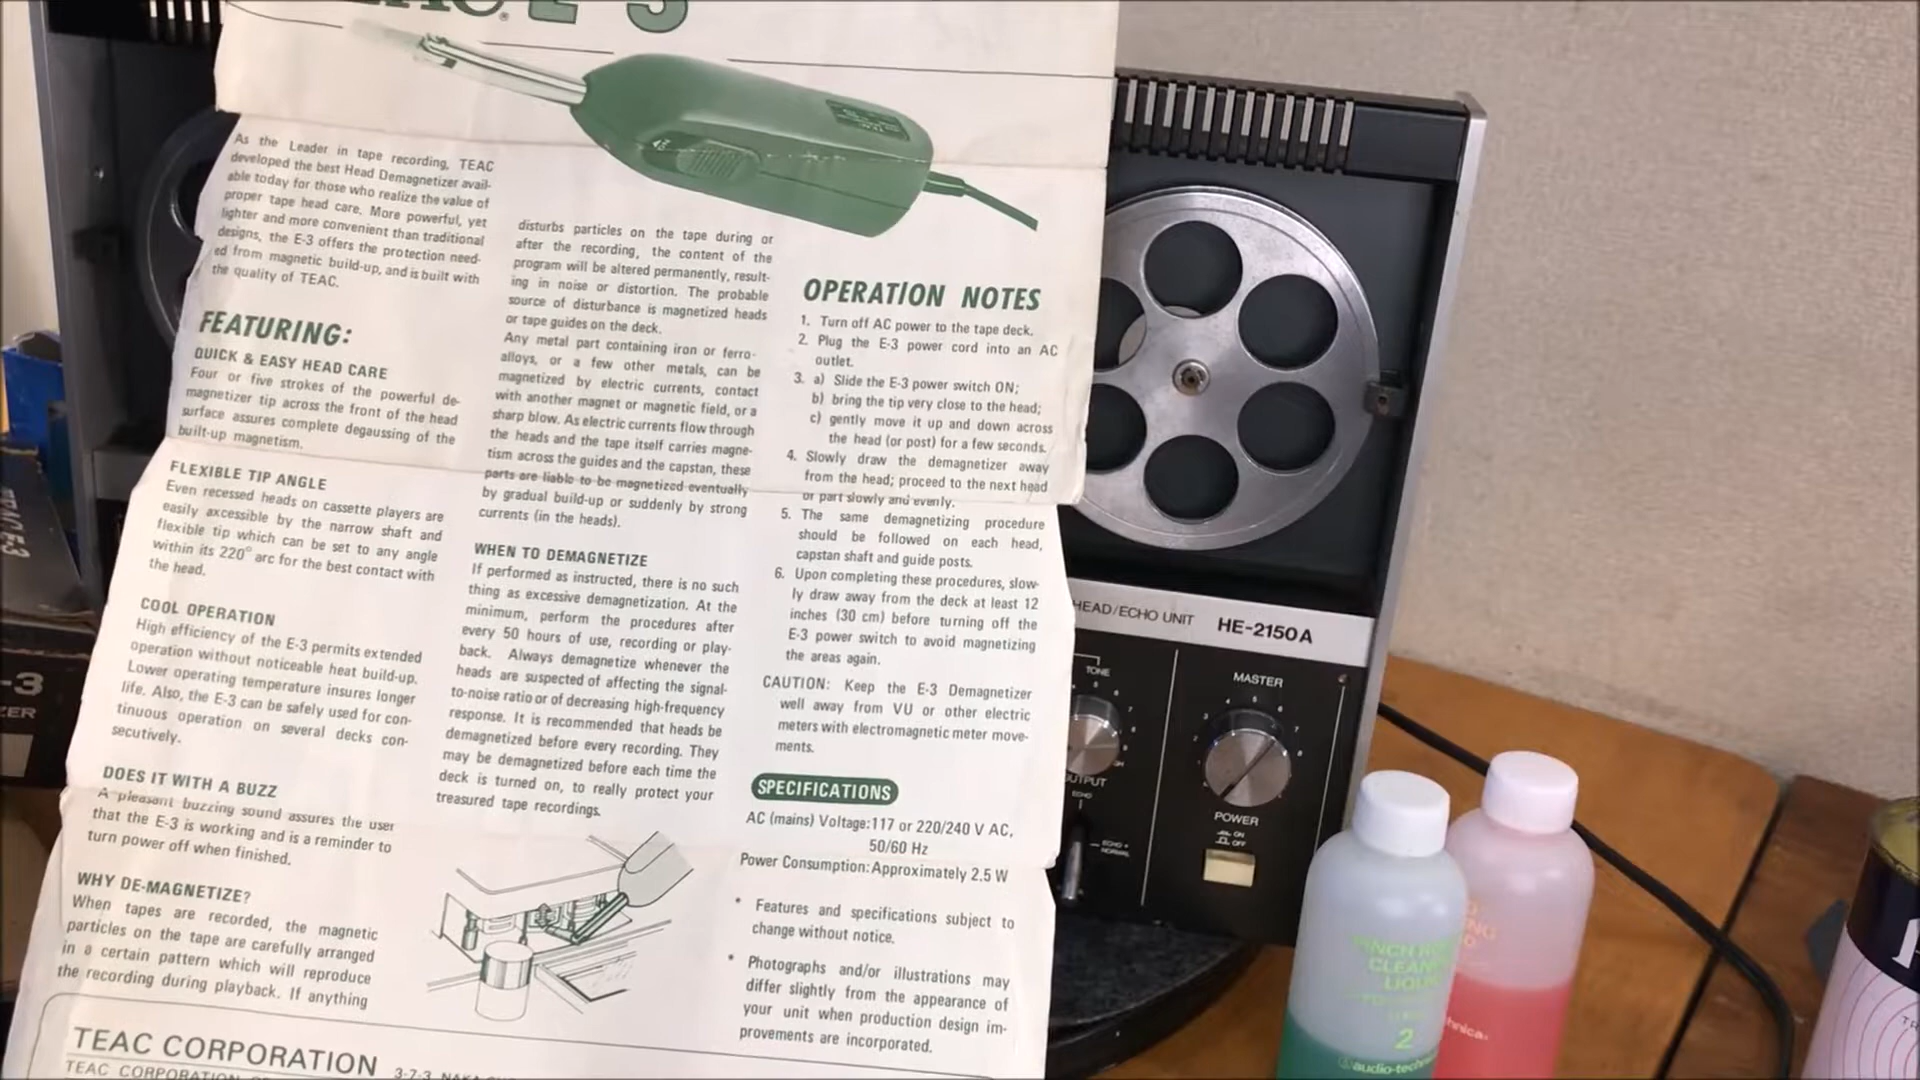 E-3
As the Leader in tape recording, TEAC
developed the best Head Demagnetizer avail-
able today for those who realize the value of
proper tape head care. More powerful, yet
lighter and more convenient than traditional
designs, the E-3 offers the protection need-
ed from magnetic build-up, and is built with
the quality of TEAC.
FEATURING:
QUICK & EASY HEAD CARE
Four or five strokes of the powerful de-
magnetizer tip across the front of the head
surface assures complete degaussing of the
built-up magnetism.
FLEXIBLE TIP ANGLE
Even recessed heads on cassette players are
easily axcessible by the narrow shaft and
flexible tip which can be set to any angle
within its 220° arc for the best contact with
the head.
COOL OPERATION
High efficiency of the E-3 permits extended
operation without noticeable heat build-up.
Lower operating temperature insures longer
life. Also, the E-3 can be safely used for con-
tinuous operation on several decks con-
secutively.
DOES IT WITH A BUZZ
A pleasant buzzing sound assures the user
that the E-3 is working and is a reminder to
turn power off when finished.
WHY DE-MAGNETIZE?
When tapes are recorded, the magnetic
particles on the tape are carefully arranged
in a certain pattern which will reproduce
the recording during playback. If anything
disturbs particles on the tape during or
after the recording, the content of the
program will be altered permanently, result-
ing in noise or distortion. The probable
source of disturbance is magnetized heads
or tape guides on the deck.
Any metal part containing iron or ferro-
alloys, or a few other metals, can be
magnetized by electric currents, contact
with another magnet or magnetic field, or a
sharp blow. As electric currents flow through
the heads and the tape itself carries magne-
tism across the guides and the capstan, these
parts are liable to be magnetized eventually
by gradual build-up or suddenly by strong
currents (in the heads).
WHEN TO DEMAGNETIZE
If performed as instructed, there is no such
thing as excessive demagnetization. At the
minimum, perform the procedures after
every 50 hours of use, recording or play-
back. Always demagnetize whenever the
heads are suspected of affecting the signal-
to-noise ratio or of decreasing high-frequency
response. It is recommended that heads be
demagnetized before every recording. They
may be demagnetized before each time the
deck is turned on, to really protect your
treasured tape recordings.
OPERATION NOTES
1. Turn off AC power to the tape deck.
2. Plug the E-3 power cord into an AC
outlet.
3. a) Slide the E-3 power switch ON;
b) bring the tip very close to the head;
c) gently move it up and down across
the head (or post) for a few seconds.
4. Slowly draw the demagnetizer away
from the head; proceed to the next head
or part slowly and evenly.
5. The same demagnetizing procedure
should be followed on each head,
capstan shaft and guide posts.
6. Upon completing these procedures, slow-
ly draw away from the deck at least 12
inches (30 cm) before turning off the
E-3 power switch to avoid magnetizing
the areas again.
CAUTION: Keep the E-3 Demagnetizer
well away from VU or other electric
meters with electromagnetic meter move-
ments.
SPECIFICATIONS
AC (mains) Voltage:117 or 220/240 V AC,
50/60 Hz
Power Consumption:Approximately 2.5 W
* Features and specifications subject to
change without notice.
* Photographs and/or illustrations may
differ slightly from the appearance of
your unit when production design im-
provements are incorporated.
TEAC CORPORATION
TEAC CORPORATION
3-7-3,
HEAD/ECHO UNIT HE-2150A
TONE
MASTER
OUTPUT
ECHO
POWER
ON
OFF
CLEAN
2
audio-techn
hnica
TEAC E-3
-3
ZER